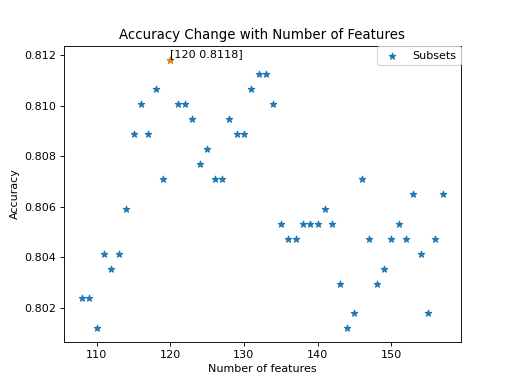 Accuracy Change with Number of Features
[120 0.8118]
Subsets
0.812
0.810
0.808
0.806
0.804
0.802
Accuracy
110 120 130 140 150
Number of features